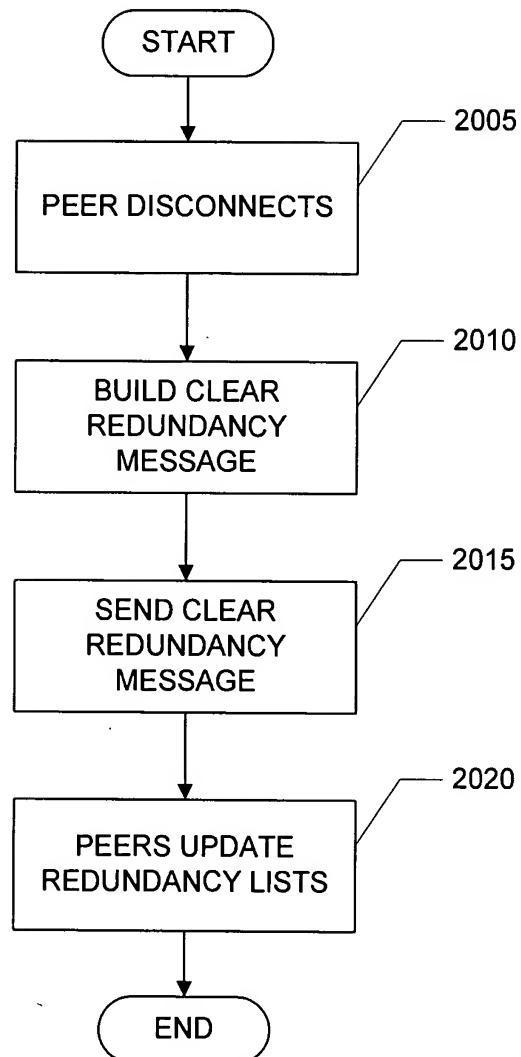 START
2005
PEER DISCONNECTS
2010
BUILD CLEAR
REDUNDANCY
MESSAGE
2015
SEND CLEAR
REDUNDANCY
MESSAGE
2020
PEERS UPDATE
REDUNDANCY LISTS
END